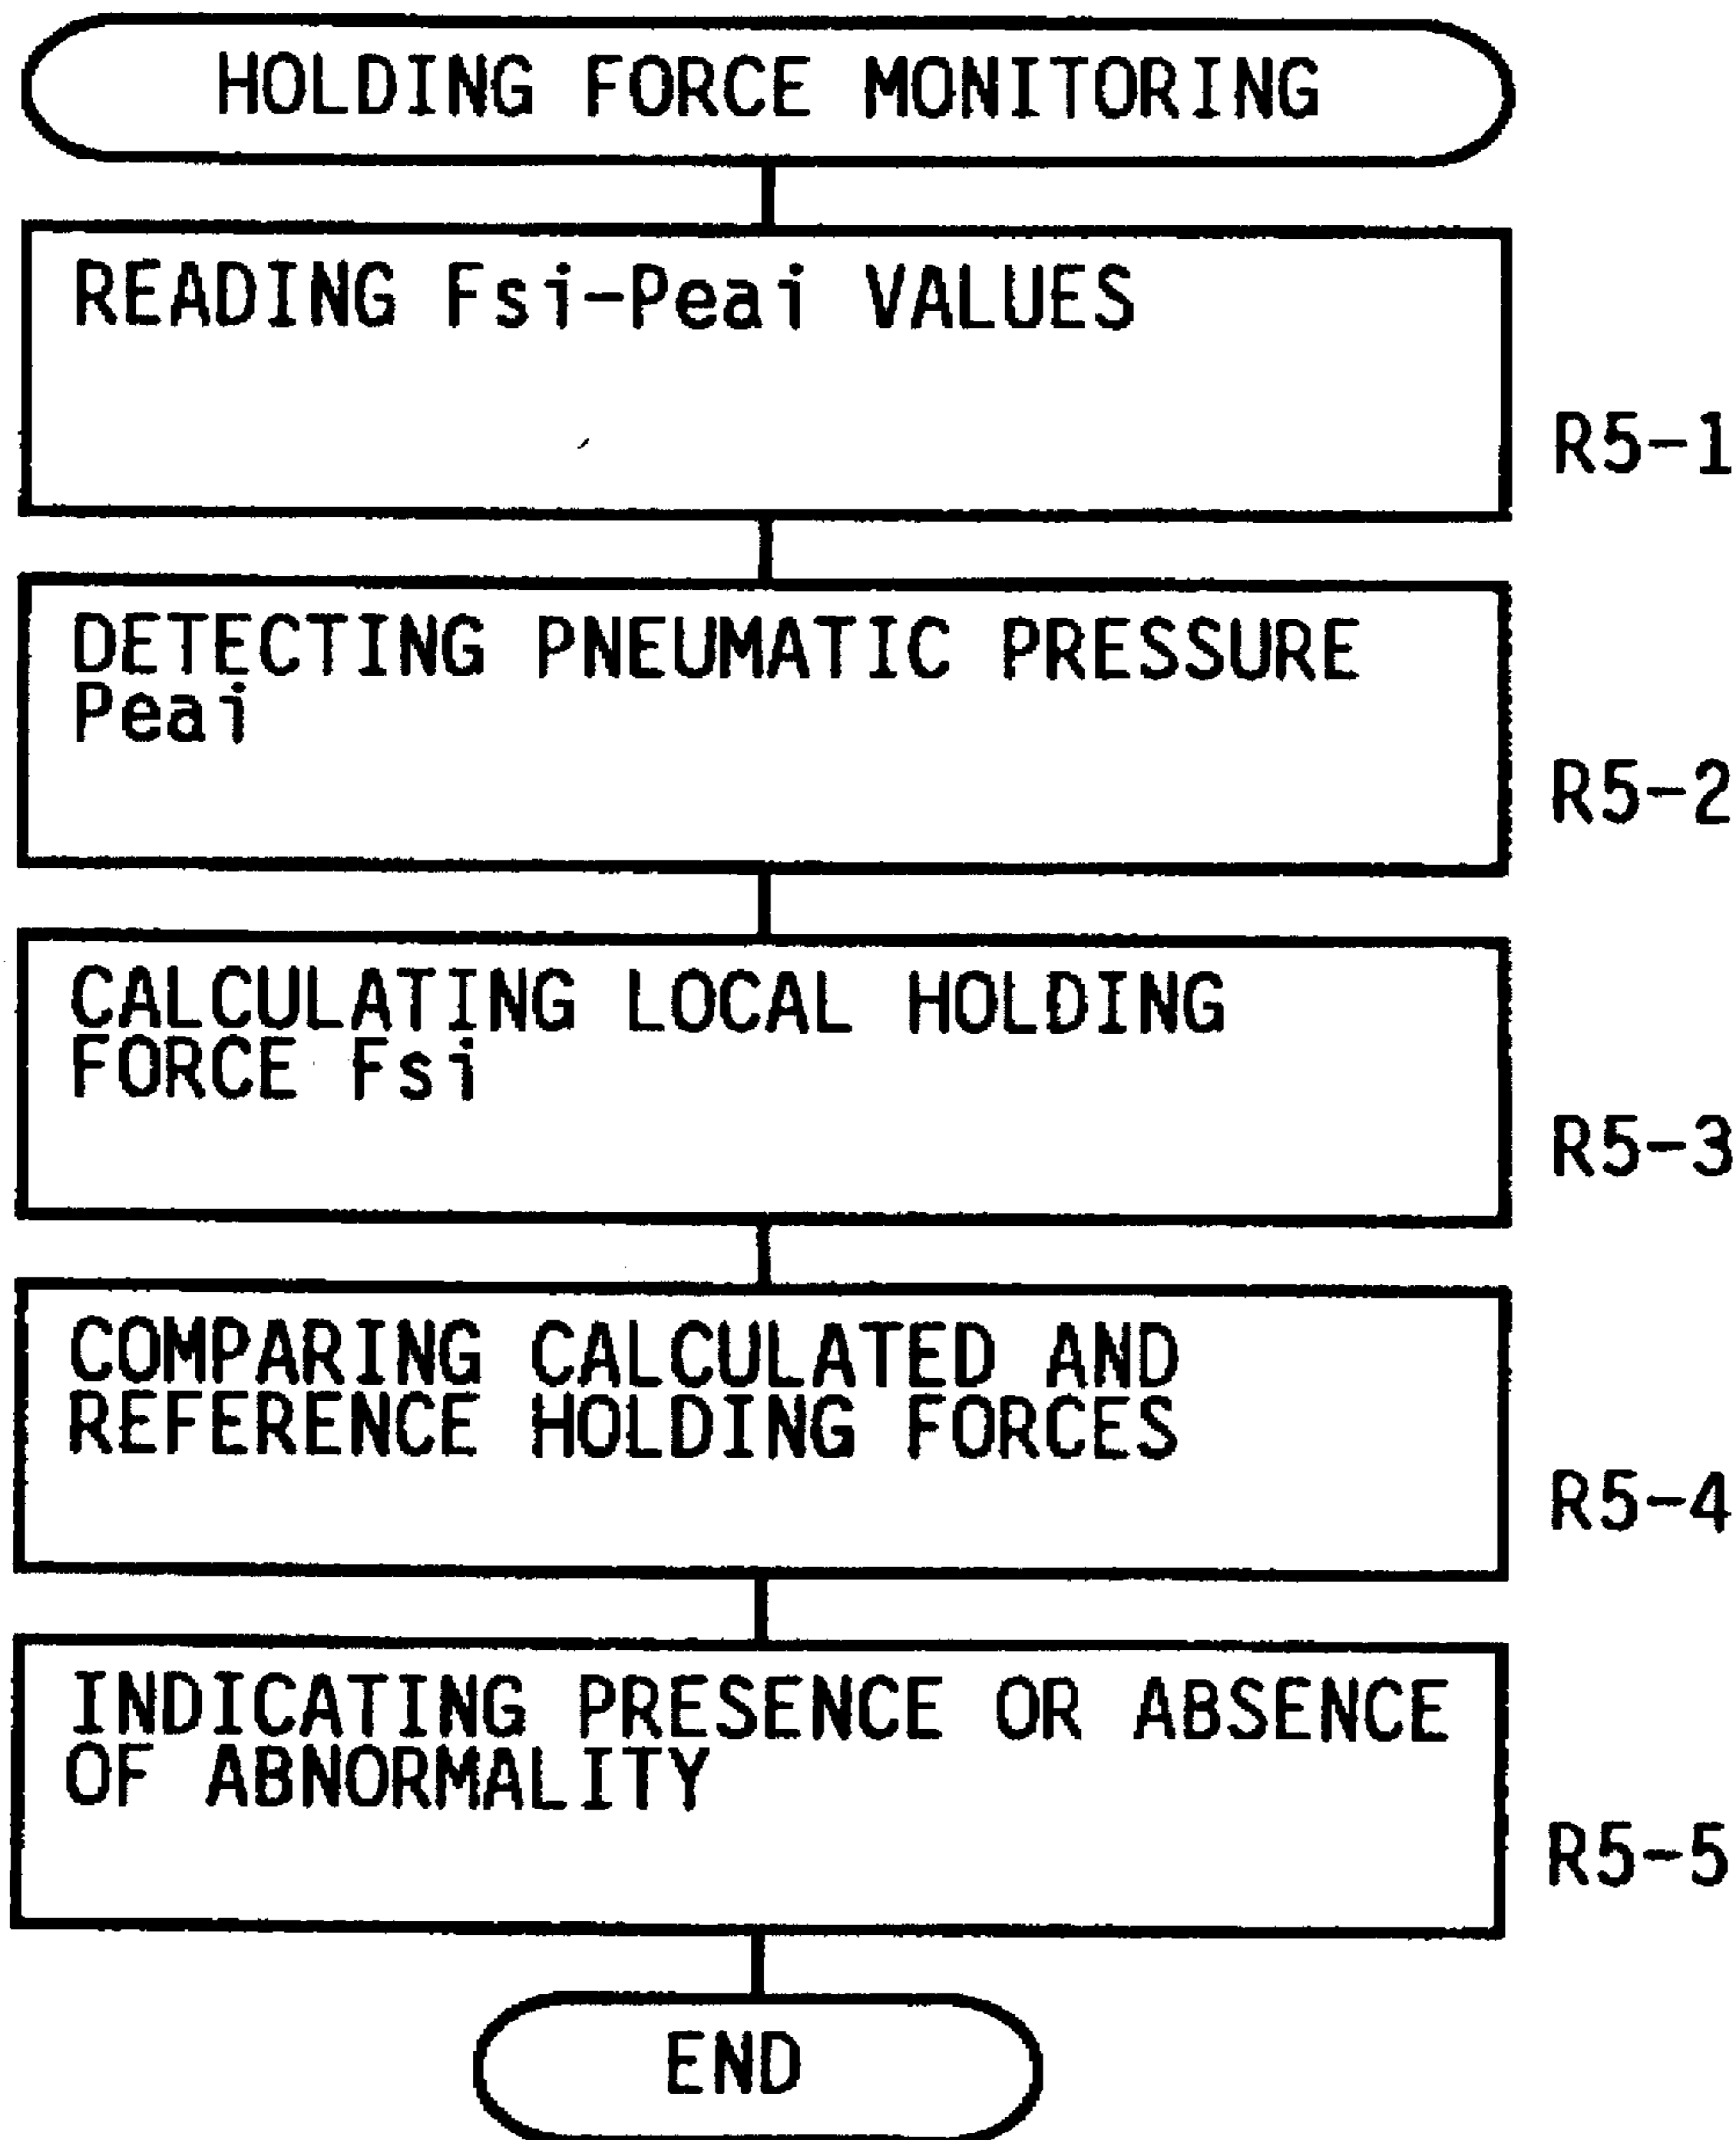 HOLDING FORCE MONITORING
READING Fsi-Peai VALUES
R5-1
DETECTING PNEUMATIC PRESSURE
Peai
R5-2
CALCULATING LOCAL HOLDING
FORCE Fsi
R5-3
COMPARING CALCULATED AND
REFERENCE HOLDING FORCES
R5-4
INDICATING PRESENCE OR ABSENCE
OF ABNORMALITY
R5-5
END